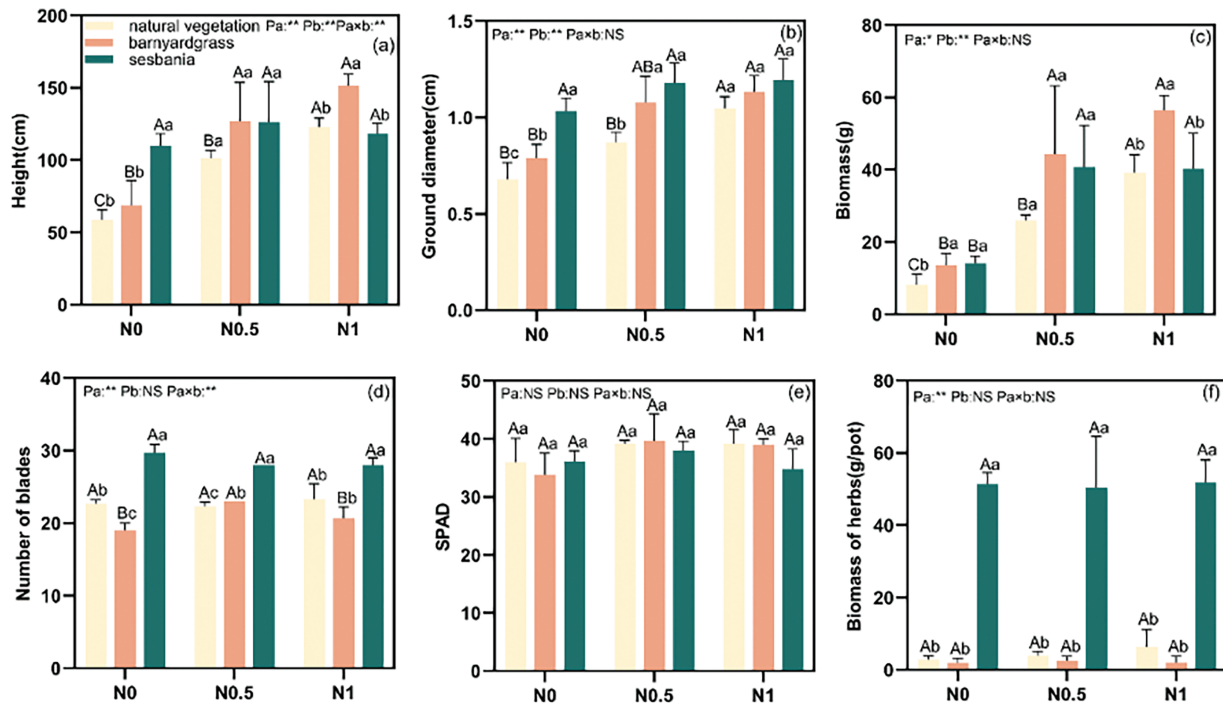 natural vegetation Pa:** Pb:**Pa×b:**
barnyardgrass
sesbania
(a)
Height(cm)
200
150
100
50
0
Cb Bb Aa Ba Aa Aa Ab Aa Ab
N0 N0.5 N1
Pa:** Pb:** Pa×b:NS
(b)
Ground diameter(cm)
1.5
1.0
0.5
0.0
Bc Bb Aa Bb ABa Aa Aa Aa Aa
N0 N0.5 N1
Pa:* Pb:** Pa×b:NS
(c)
Biomass(g)
80
60
40
20
0
Cb Ba Ba Ba Aa Aa Ab Aa Ab
N0 N0.5 N1
Pa:** Pb:NS Pa×b:**
(d)
Number of blades
40
30
20
10
0
Ab Bc Aa Ac Ab Aa Ab Bb Aa
N0 N0.5 N1
Pa:NS Pb:NS Pa×b:NS
(e)
SPAD
50
40
30
20
10
0
Aa Aa Aa Aa Aa Aa Aa Aa Aa
N0 N0.5 N1
Pa:** Pb:NS Pa×b:NS
(f)
Biomass of herbs(g/pot)
80
60
40
20
0
Ab Ab Aa Ab Ab Aa Ab Ab Aa
N0 N0.5 N1